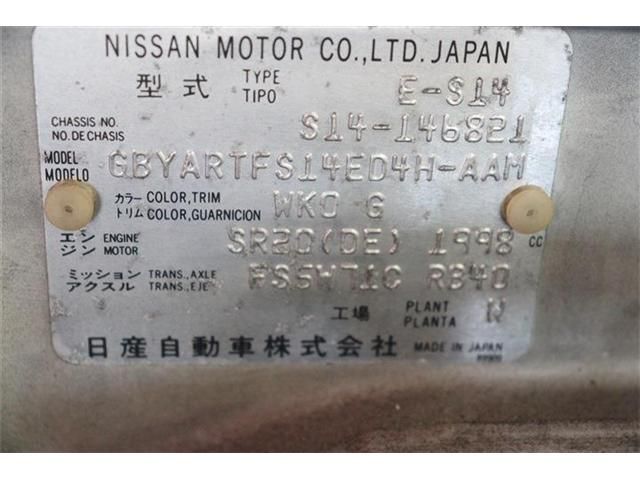 NISSAN MOTOR CO.,LTD. JAPAN
型式 TYPE TIPO E-S14
CHASSIS NO. NO. DE CHASIS S14-146821
MODEL MODELO GBYARTFS14ED4H-AAM
カラー トリム COLOR, TRIM COLOR, GUARNICION WK0 G
エンジン ENGINE MOTOR SR20(DE) 1998 CC
ミッション アクスル TRANS., AXLE TRANS., EJE FS5W71C RB40
工場 PLANT PLANTA N
日産自動車株式会社 MADE IN JAPAN